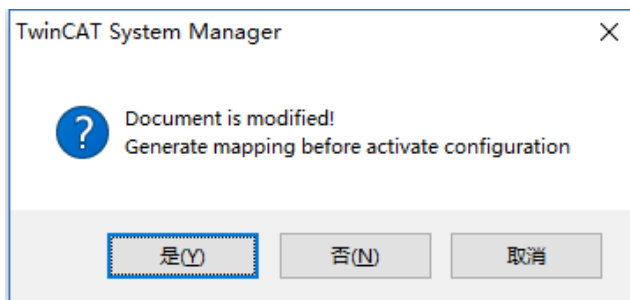 TwinCAT System Manager
Document is modified!
Generate mapping before activate configuration
是(Y) 否(N) 取消